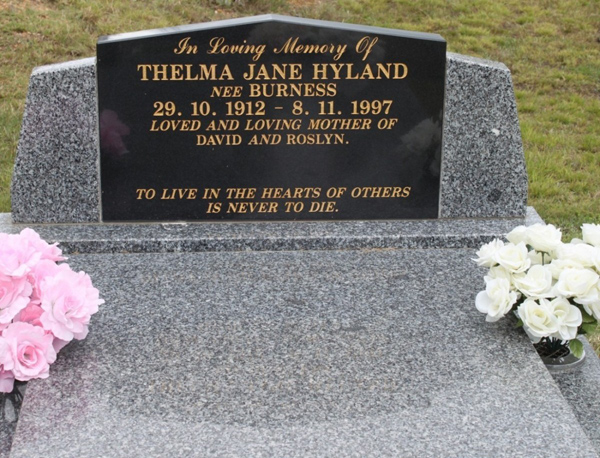 In Loving Memory Of
THELMA JANE HYLAND
NEE BURNESS
29. 10. 1912 - 8. 11. 1997
LOVED AND LOVING MOTHER OF
DAVID AND ROSLYN.
TO LIVE IN THE HEARTS OF OTHERS
IS NEVER TO DIE.